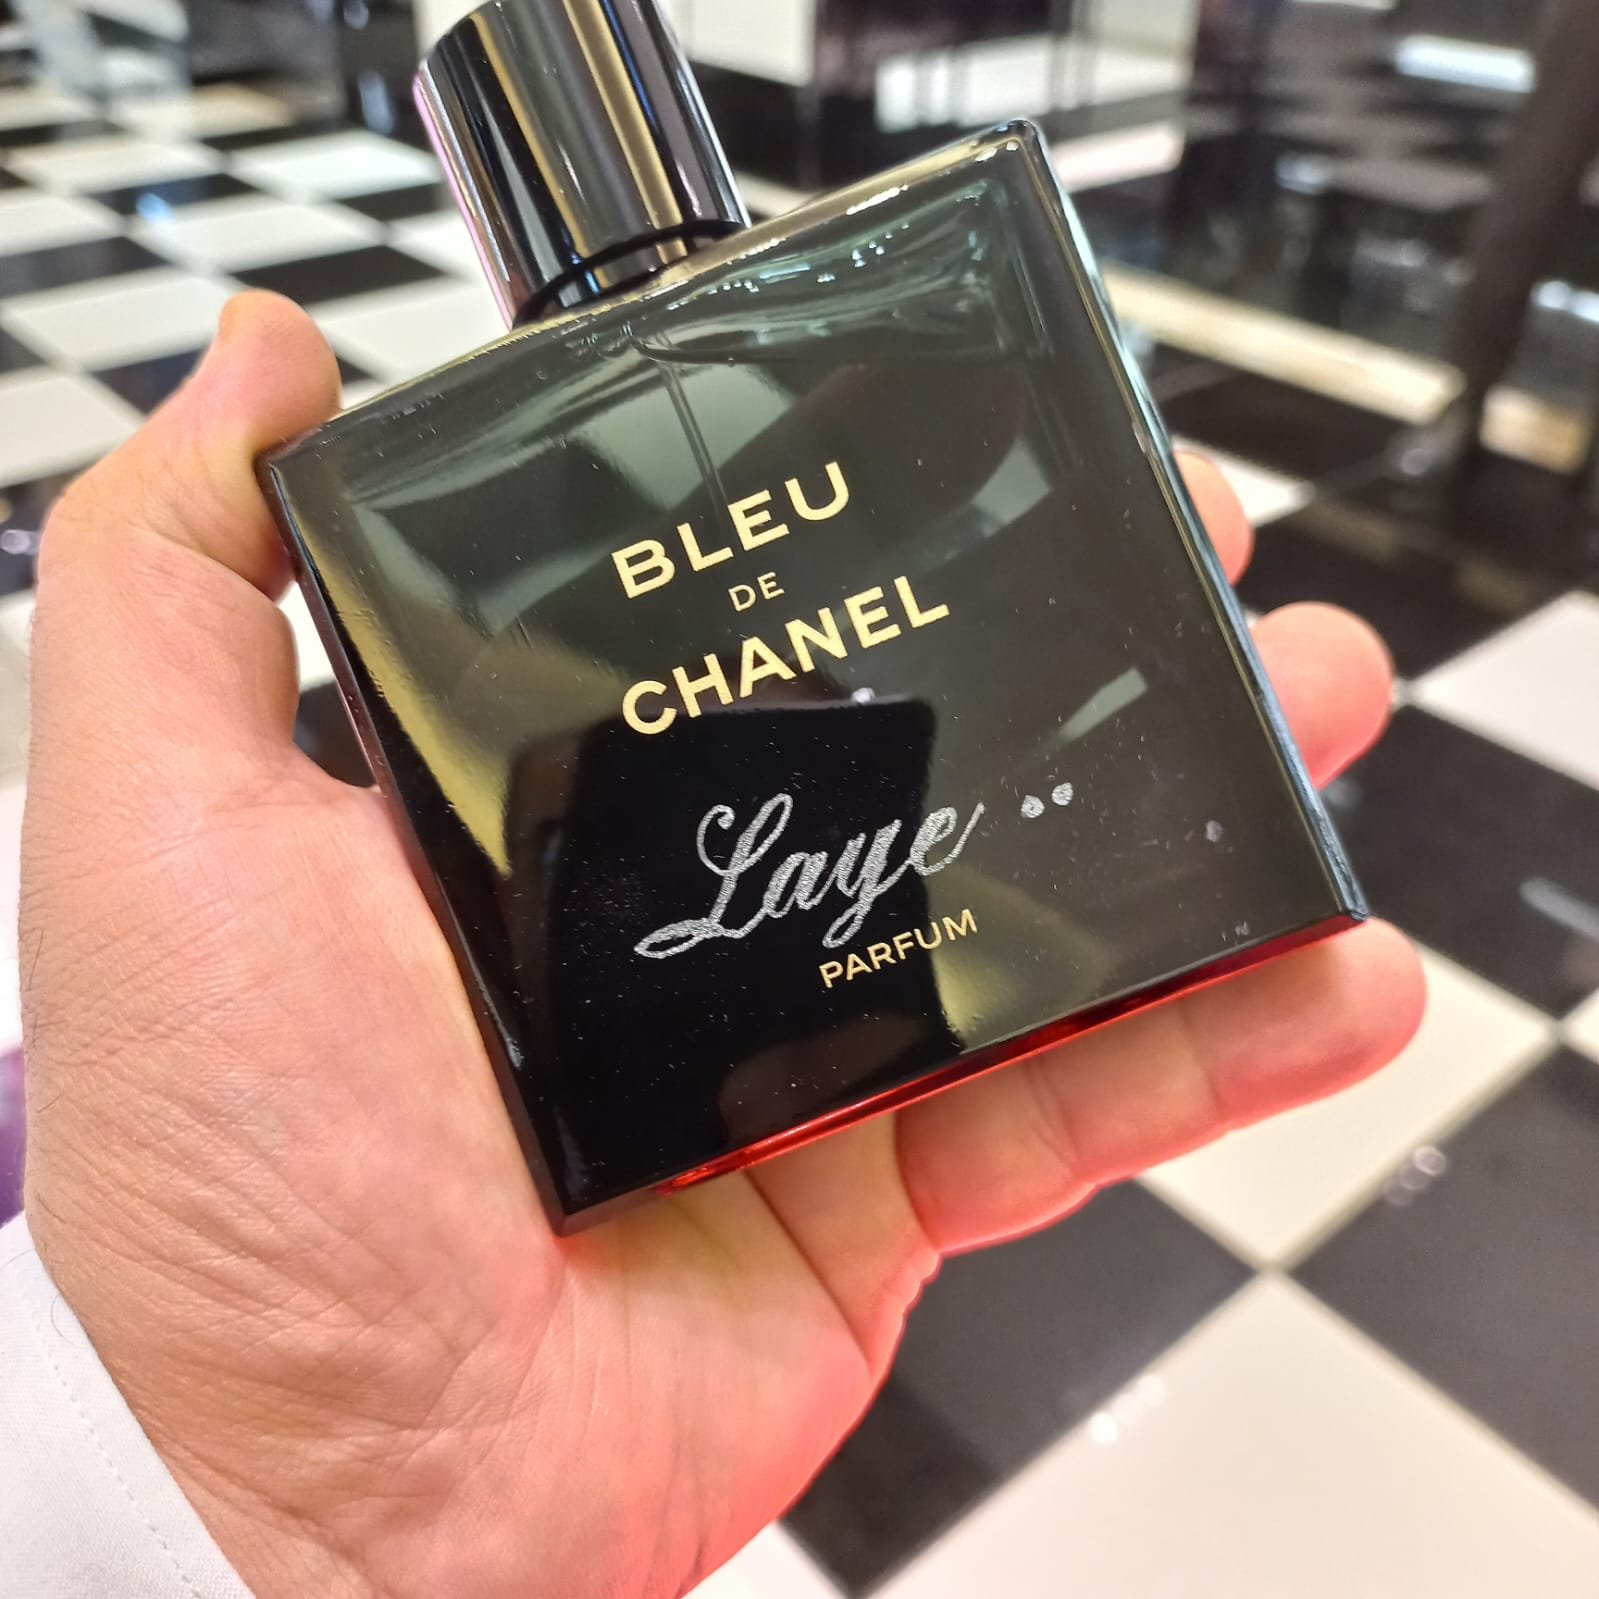 BLEU
DE
CHANEL
Laye ..
PARFUM